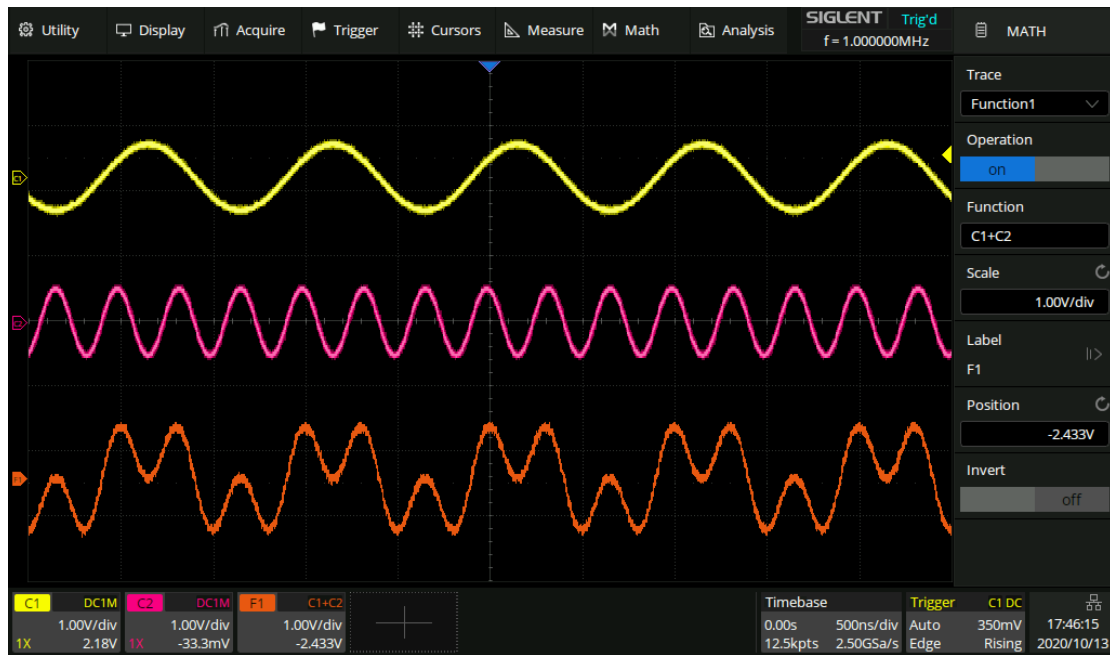 Utility Display Acquire Trigger Cursors Measure Math Analysis SIGLENT Trig'd MATH
f = 1.000000MHz
Trace
Function1
Operation
on
Function
C1+C2
Scale
1.00V/div
Label
F1
Position
-2.433V
Invert
off
C1
C2
F1
C1 DC1M C2 DC1M F1 C1+C2 Timebase Trigger C1 DC
1.00V/div 1.00V/div 1.00V/div 0.00s 500ns/div Auto 350mV 17:46:15
1X 2.18V 1X -33.3mV -2.433V 12.5kpts 2.50GSa/s Edge Rising 2020/10/13